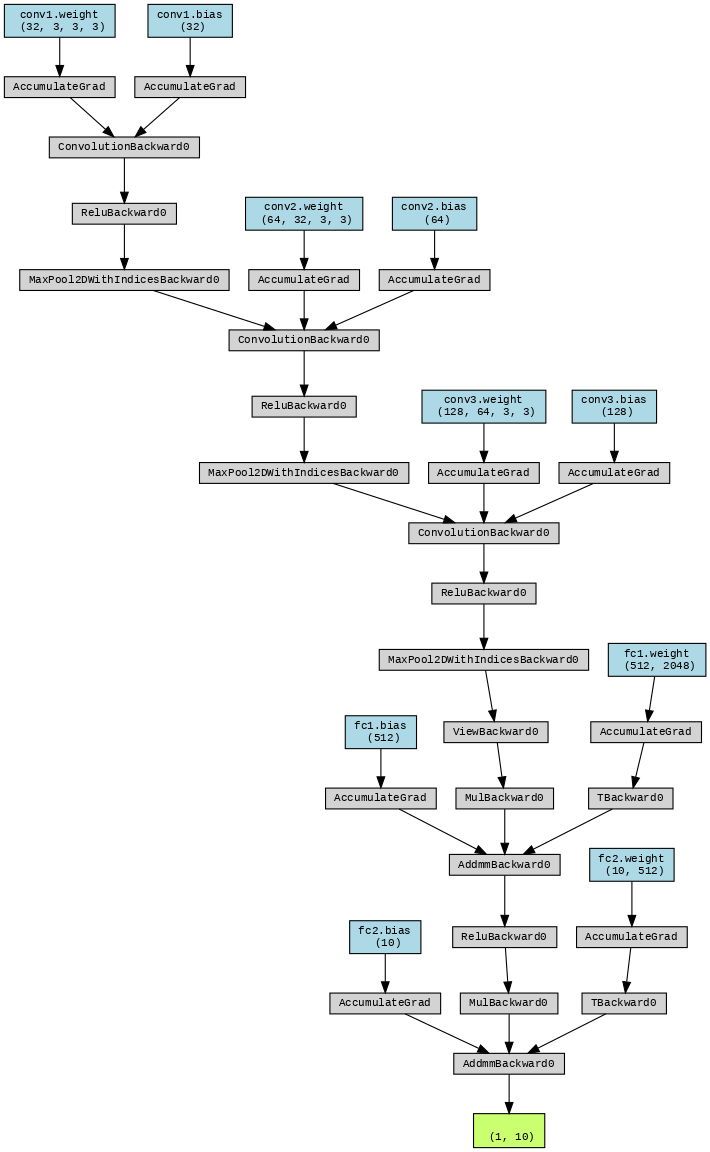 conv1.weight
(32, 3, 3, 3)
conv1.bias
(32)
AccumulateGrad
AccumulateGrad
ConvolutionBackward0
ReluBackward0
conv2.weight
(64, 32, 3, 3)
conv2.bias
(64)
MaxPool2DWithIndicesBackward0
AccumulateGrad
AccumulateGrad
ConvolutionBackward0
ReluBackward0
conv3.weight
(128, 64, 3, 3)
conv3.bias
(128)
MaxPool2DWithIndicesBackward0
AccumulateGrad
AccumulateGrad
ConvolutionBackward0
ReluBackward0
MaxPool2DWithIndicesBackward0
fc1.weight
(512, 2048)
fc1.bias
(512)
ViewBackward0
AccumulateGrad
AccumulateGrad
MulBackward0
TBackward0
AddmmBackward0
fc2.weight
(10, 512)
fc2.bias
(10)
ReluBackward0
AccumulateGrad
AccumulateGrad
MulBackward0
TBackward0
AddmmBackward0
(1, 10)